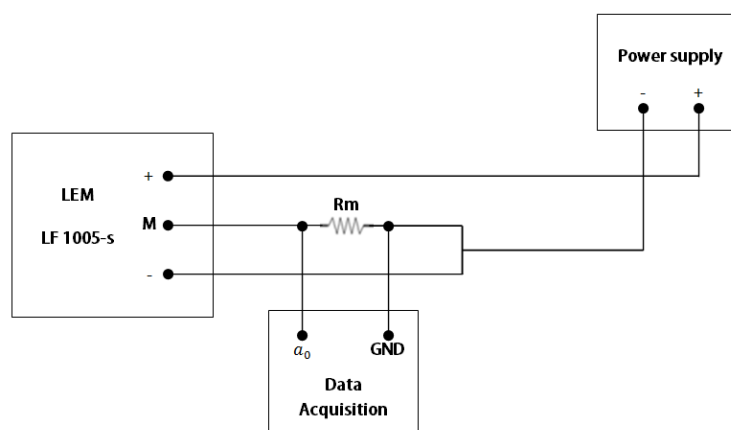 Power supply
- +
+
LEM
M
LF 1005-s
-
Rm
a₀
GND
Data
Acquisition